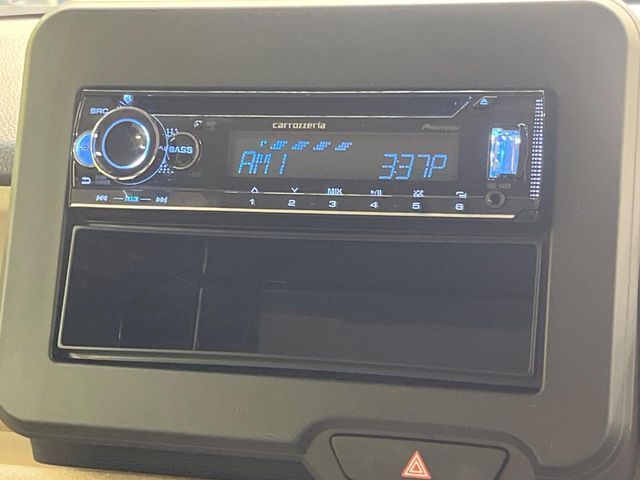 SRC
carrozzeria
Pioneer
BASS
AM1 337P
MIX
1 2 3 4 5 6